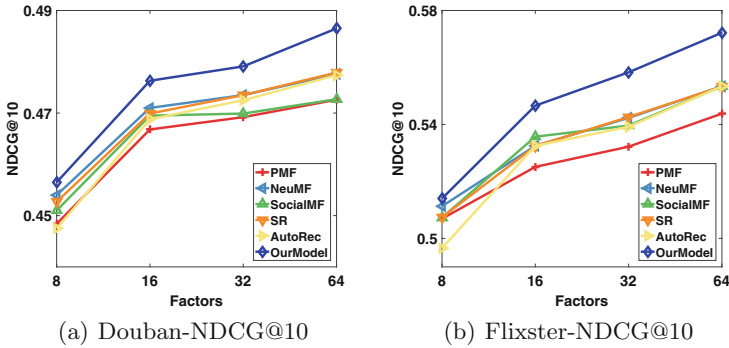 NDCG@10
0.49
0.47
0.45
8
16
32
64
Factors
PMF
NeuMF
SocialMF
SR
AutoRec
OurModel
(a) Douban-NDCG@10
NDCG@10
0.58
0.54
0.5
8
16
32
64
Factors
PMF
NeuMF
SocialMF
SR
AutoRec
OurModel
(b) Flixster-NDCG@10